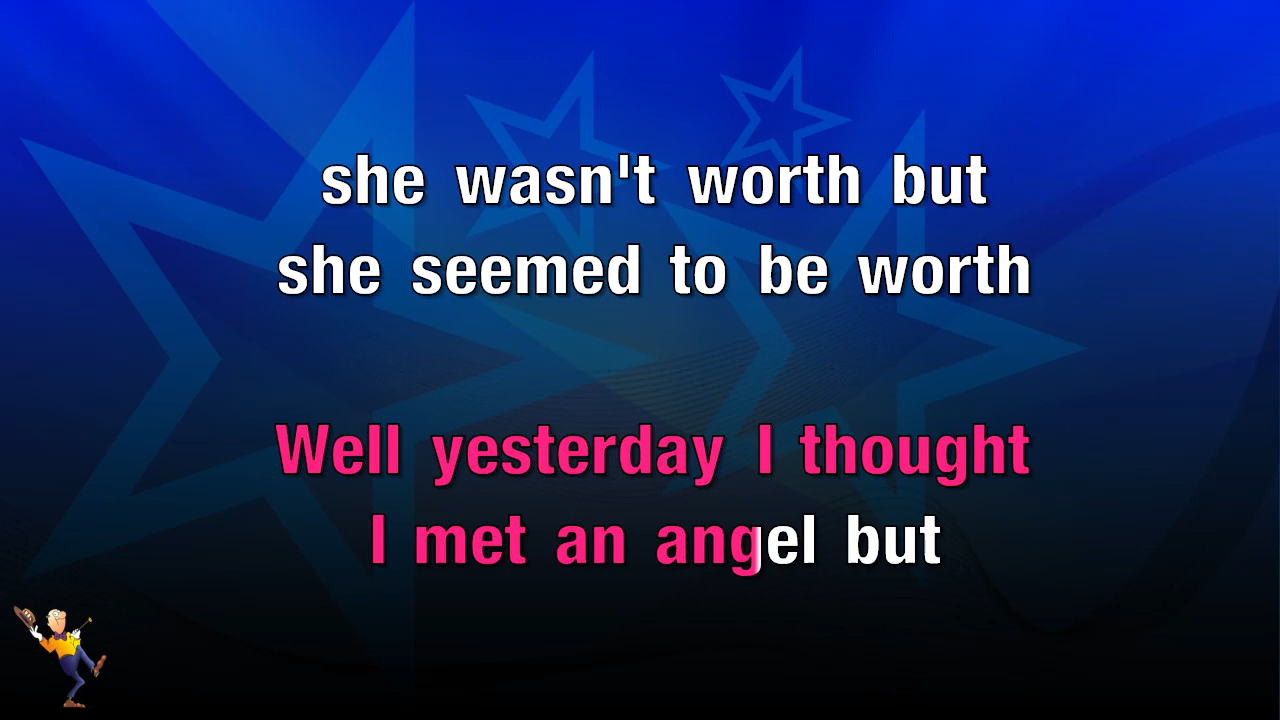 she wasn't worth but
she seemed to be worth
Well yesterday I thought
I met an angel but